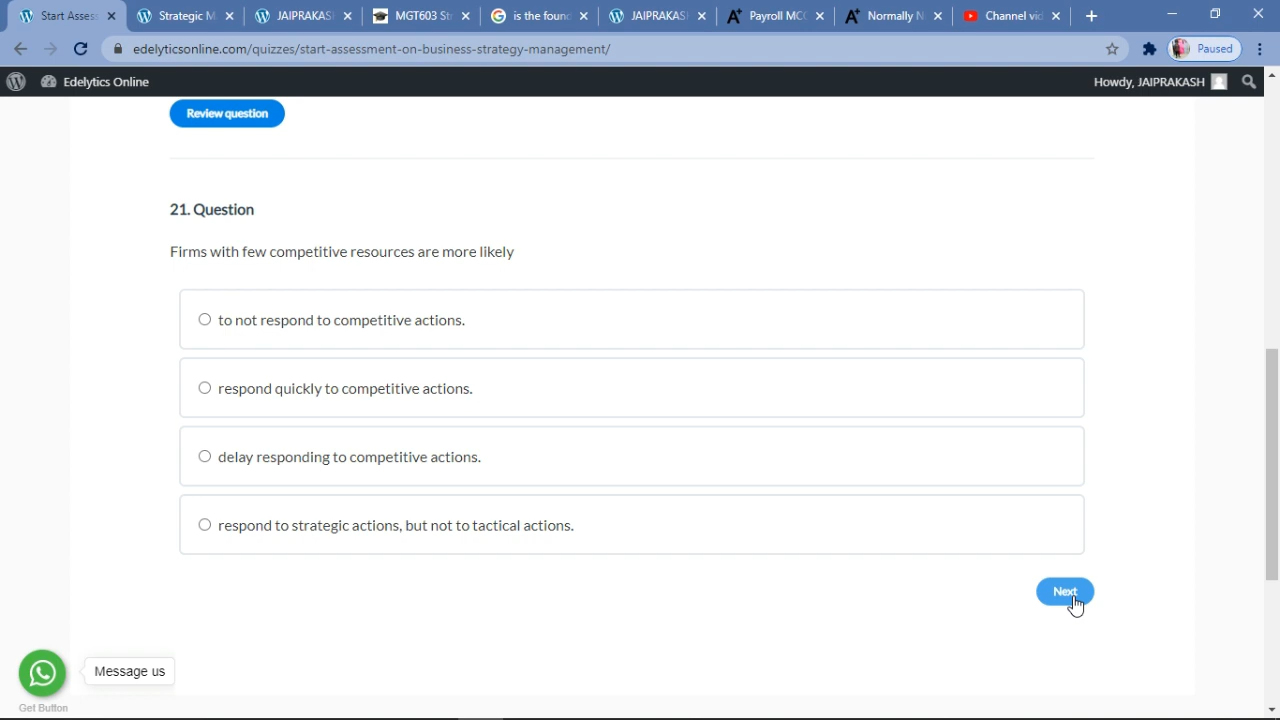 Start Asses
Strategic M
JAIPRAKAS
MGT603 St
is the foun
JAIPRAKAS
Payroll MC
Normally N
Channel vi
edelyticsonline.com/quizzes/start-assessment-on-business-strategy-management/
Paused
Edelytics Online
Howdy, JAIPRAKASH
Review question
21. Question
Firms with few competitive resources are more likely
to not respond to competitive actions.
respond quickly to competitive actions.
delay responding to competitive actions.
respond to strategic actions, but not to tactical actions.
Next
Message us
Get Button